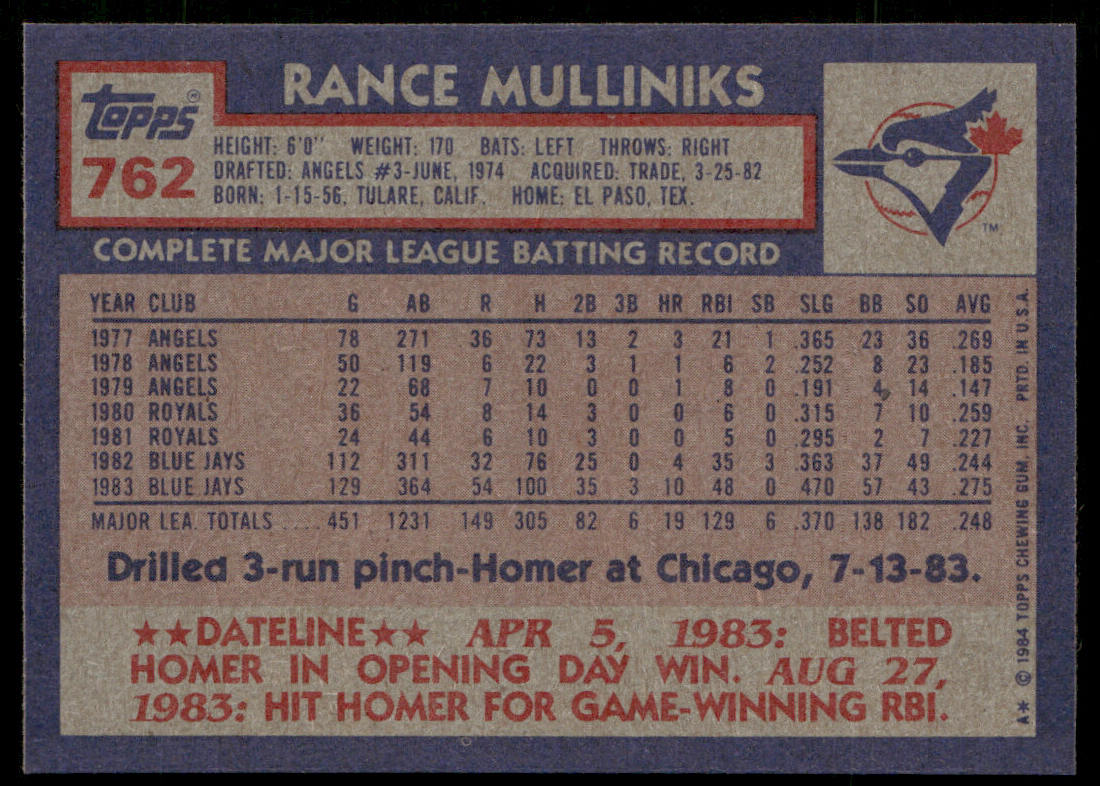 RANCE MULLINIKS
TOPPS®
762
HEIGHT: 6'0" WEIGHT: 170 BATS: LEFT THROWS: RIGHT
DRAFTED: ANGELS #3-JUNE, 1974 ACQUIRED: TRADE, 3-25-82
BORN: 1-15-56, TULARE, CALIF. HOME: EL PASO, TEX.
TM
COMPLETE MAJOR LEAGUE BATTING RECORD
YEAR CLUB G AB R H 2B 3B HR RBI SB SLG BB SO AVG
1977 ANGELS 78 271 36 73 13 2 3 21 1 .365 23 36 .269
1978 ANGELS 50 119 6 22 3 1 1 6 2 .252 8 23 .185
1979 ANGELS 22 68 7 10 0 0 1 8 0 .191 4 14 .147
1980 ROYALS 36 54 8 14 3 0 0 6 0 .315 7 10 .259
1981 ROYALS 24 44 6 10 3 0 0 5 0 .295 2 7 .227
1982 BLUE JAYS 112 311 32 76 25 0 4 35 3 .363 37 49 .244
1983 BLUE JAYS 129 364 54 100 35 3 10 48 0 .470 57 43 .275
MAJOR LEA. TOTALS .... 451 1231 149 305 82 6 19 129 6 .370 138 182 .248
Drilled 3-run pinch-Homer at Chicago, 7-13-83.
★★DATELINE★★ APR 5, 1983: BELTED
HOMER IN OPENING DAY WIN. AUG 27,
1983: HIT HOMER FOR GAME-WINNING RBI.
A* © 1984 TOPPS CHEWING GUM, INC. PRTD. IN U.S.A.